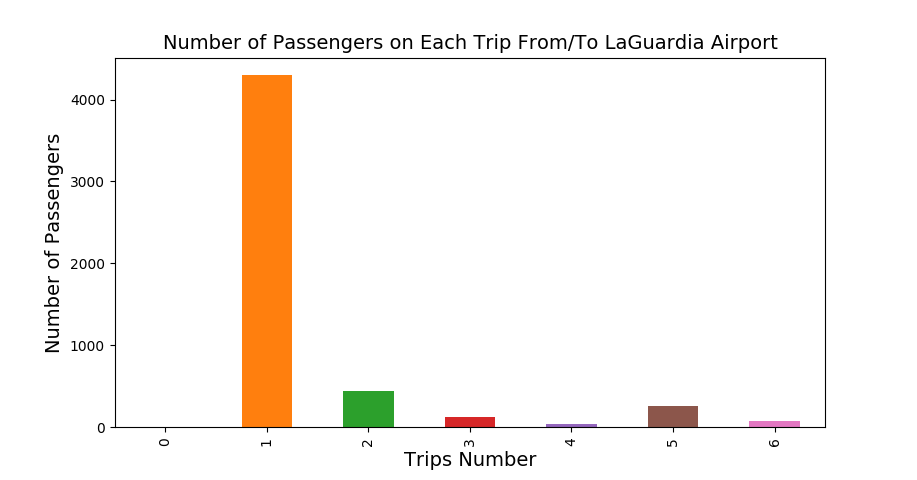 Number of Passengers on Each Trip From/To LaGuardia Airport
Number of Passengers
4000
3000
2000
1000
0
0 1 2 3 4 5 6
Trips Number